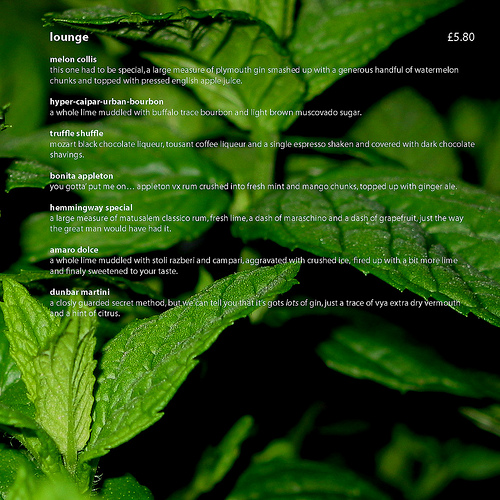 lounge £5.80
melon collis
this one had to be special, a large measure of plymouth gin smashed up with a generous handful of watermelon
chunks and topped with pressed english apple juice.
hyper-caipar-urban-bourbon
a whole lime muddled with buffalo trace bourbon and light brown muscovado sugar.
truffle shuffle
mozart black chocolate liqueur, tousant coffee liqueur and a single espresso shaken and covered with dark chocolate
shavings.
bonita appleton
you gotta' put me on... appleton vx rum crushed into fresh mint and mango chunks, topped up with ginger ale.
hemmingway special
a large measure of matusalem classico rum, fresh lime, a dash of maraschino and a dash of grapefruit, just the way
the great man would have had it.
amaro dolce
a whole lime muddled with stoli razberi and campari, aggravated with crushed ice, fired up with a bit more lime
and finaly sweetened to your taste.
dunbar martini
a closly guarded secret method, but we can tell you that it's gots lots of gin, just a trace of vya extra dry vermouth
and a hint of citrus.